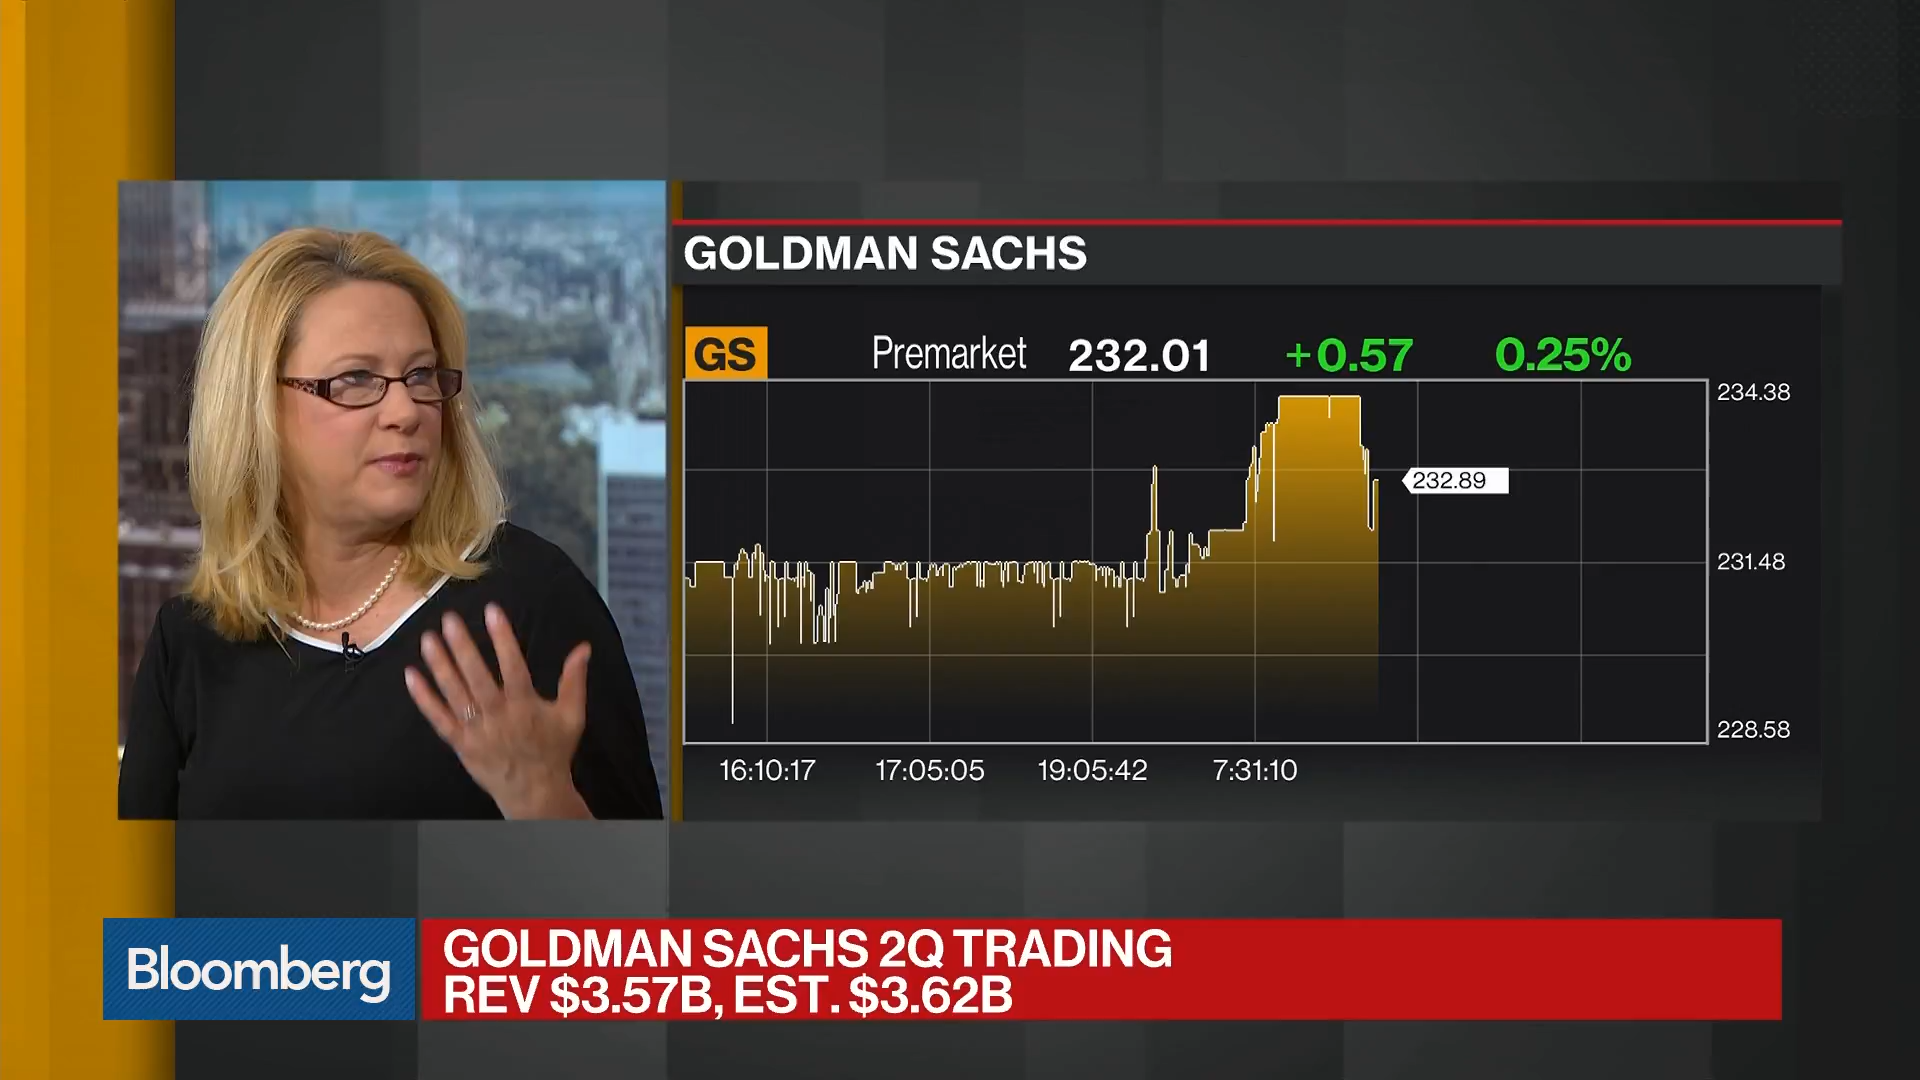 GOLDMAN SACHS
GS Premarket 232.01 +0.57 0.25%
234.38
232.89
231.48
228.58
16:10:17 17:05:05 19:05:42 7:31:10
Bloomberg
GOLDMAN SACHS 2Q TRADING
REV $3.57B, EST. $3.62B